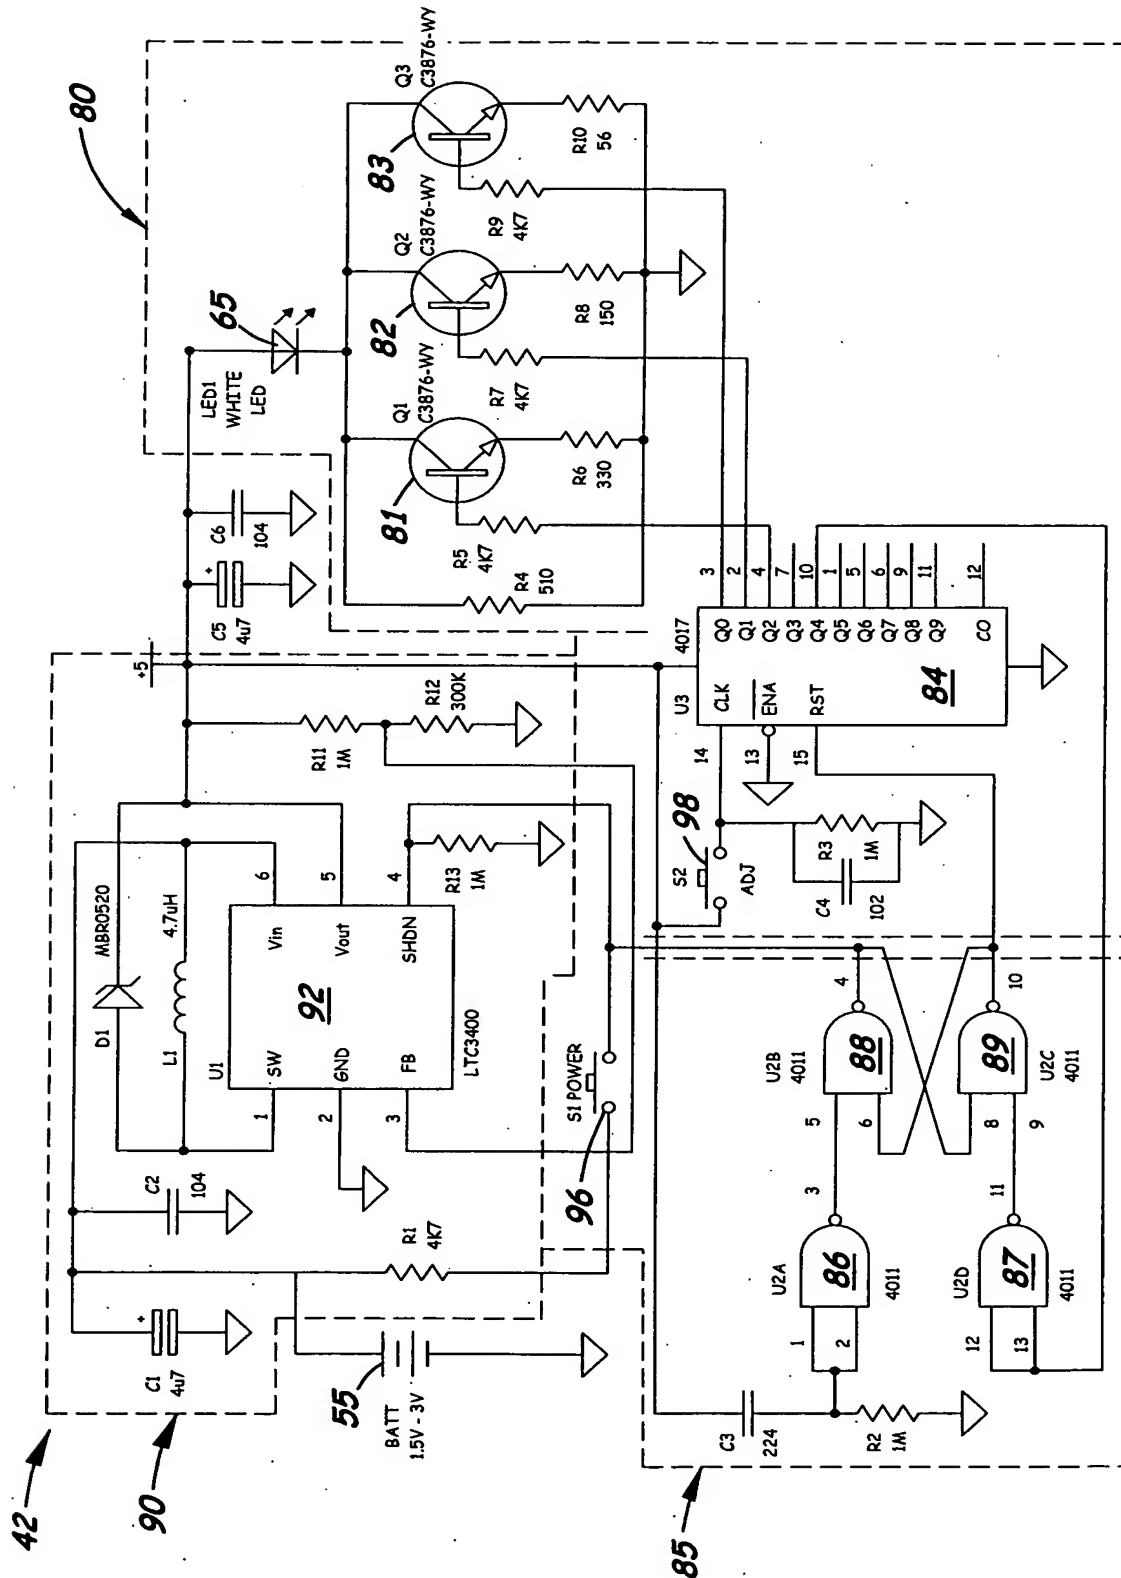 42
90
80
85
C1
4u7
+
C2
104
55
BATT
1.5V - 3V
R1
4K7
D1
MBR0520
L1
4.7uH
U1
92
SW
GND
FB
Vin
Vout
SHDN
1
2
3
6
5
4
LTC3400
R13
1M
R11
1M
R12
300K
+5
C5
4u7
+
C6
104
LED1
WHITE
LED
65
96
S1 POWER
81
Q1
C3876-WY
82
Q2
C3876-WY
83
Q3
C3876-WY
R4
510
R5
4K7
R6
330
R7
4K7
R8
150
R9
4K7
R10
56
U3
4017
84
CLK
ENA
RST
14
13
15
Q0
Q1
Q2
Q3
Q4
Q5
Q6
Q7
Q8
Q9
CO
3
2
4
7
10
1
5
6
9
11
12
98
S2
ADJ
R3
1M
C4
102
C3
224
R2
1M
U2A
86
4011
1
2
3
U2B
88
4011
5
6
4
U2C
89
4011
8
9
10
U2D
87
4011
12
13
11